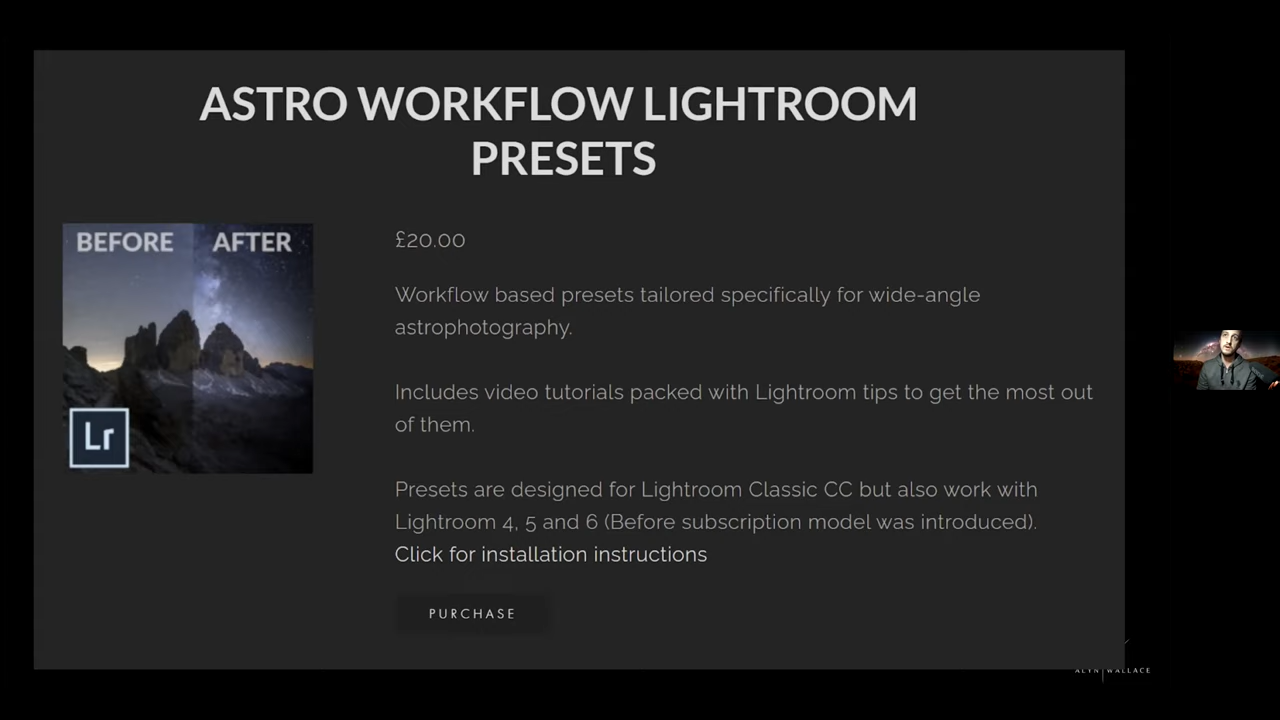 ASTRO WORKFLOW LIGHTROOM
PRESETS
BEFORE AFTER
£20.00
Workflow based presets tailored specifically for wide-angle
astrophotography.
Includes video tutorials packed with Lightroom tips to get the most out
of them.
Lr
Presets are designed for Lightroom Classic CC but also work with
Lightroom 4, 5 and 6 (Before subscription model was introduced).
Click for installation instructions
PURCHASE
ALYN WALLACE